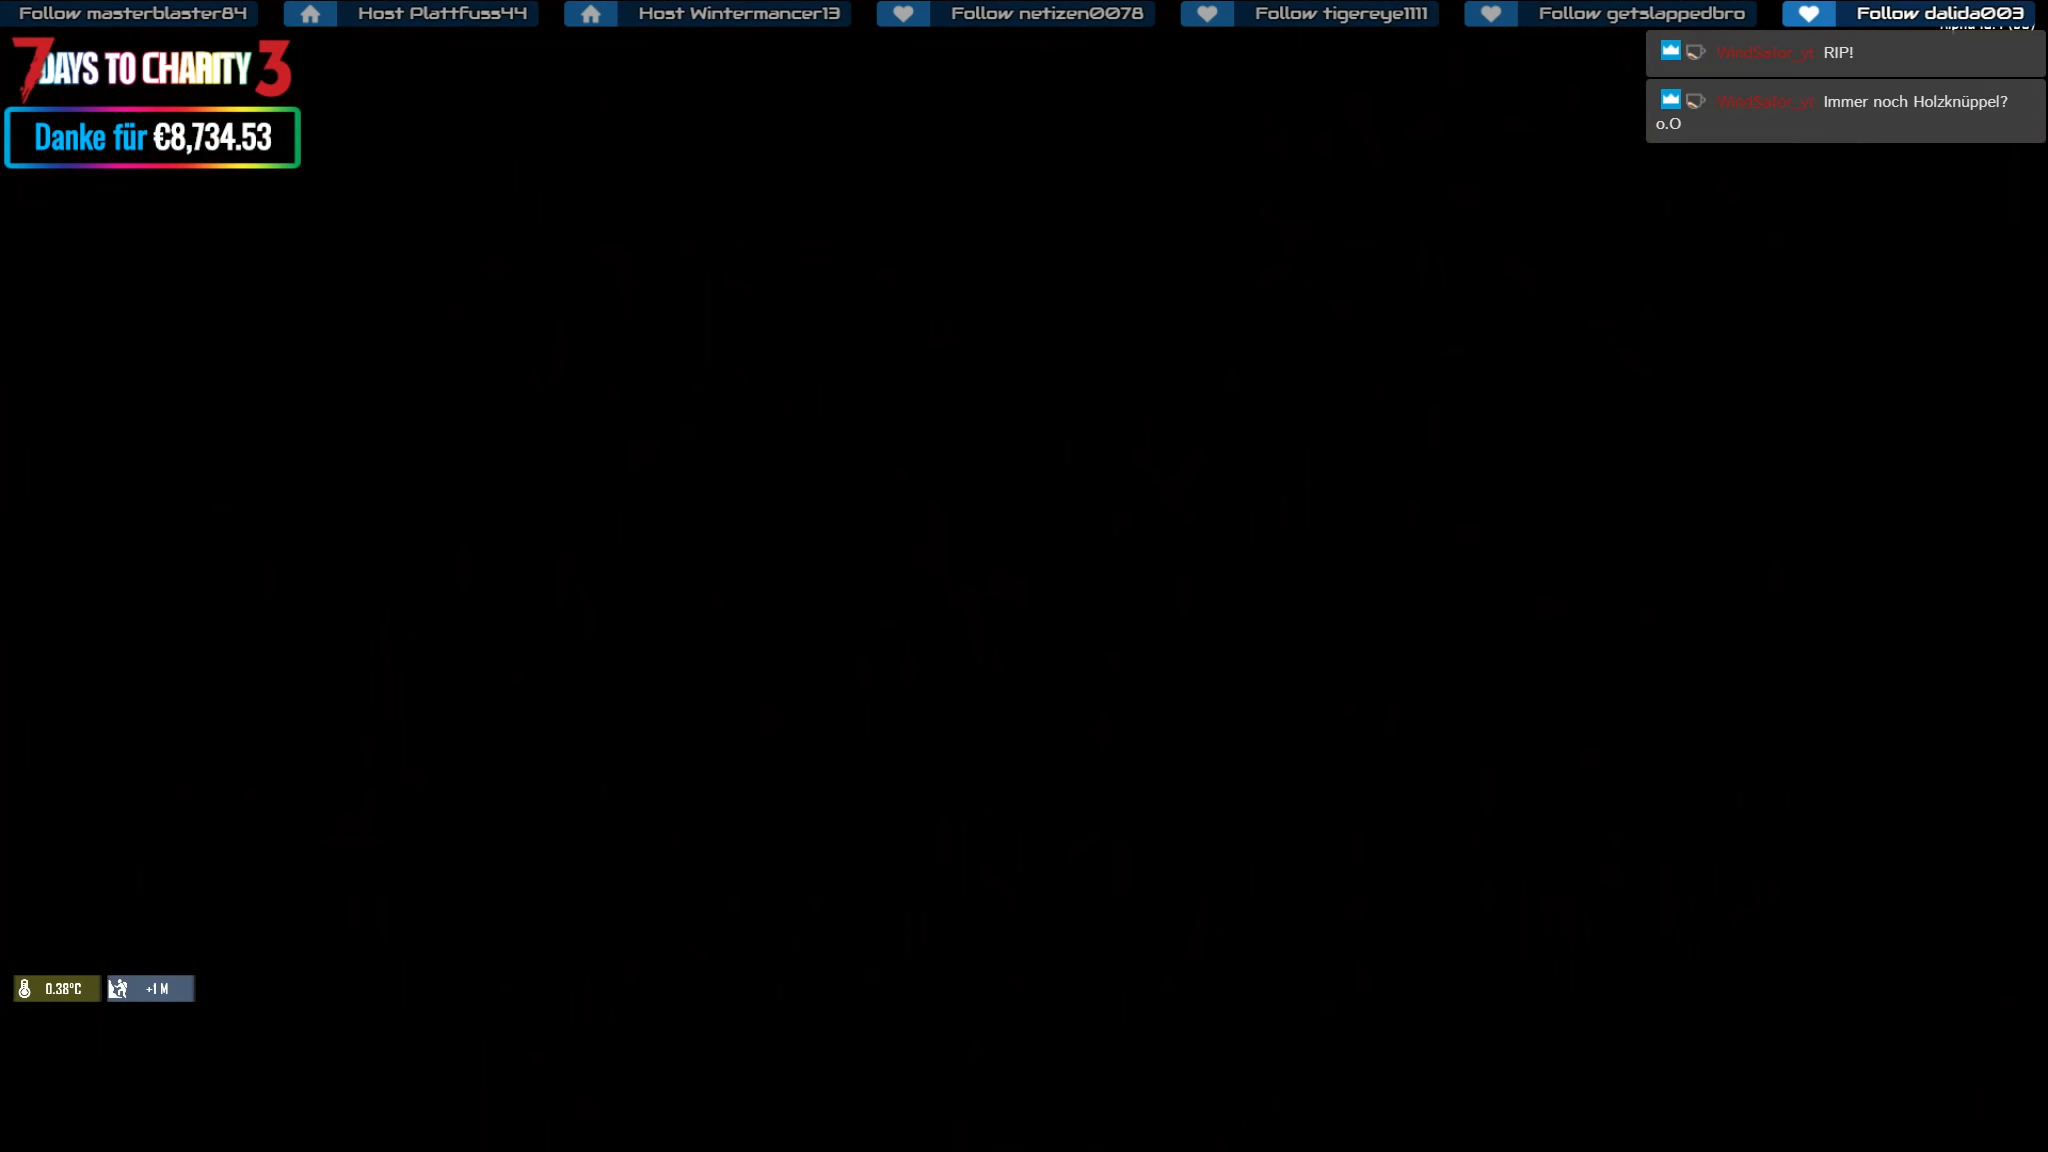 Follow masterblaster84
Host Plattfuss44
Host Wintermancer13
Follow netizen0078
Follow tigereye1111
Follow getslappedbro
Follow dalida003
7 DAYS TO CHARITY 3
Danke für €8,734.53
RIP!
Immer noch Holzknüppel?
o.O
0.38°C
+1 M